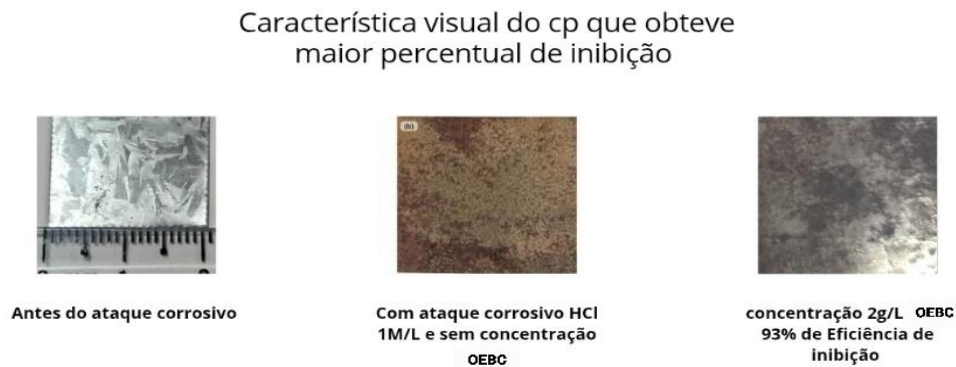 Característica visual do cp que obteve
maior percentual de inibição
(b)
Antes do ataque corrosivo
Com ataque corrosivo HCl
1M/L e sem concentração
OEBC
concentração 2g/L OEBC
93% de Eficiência de
inibição